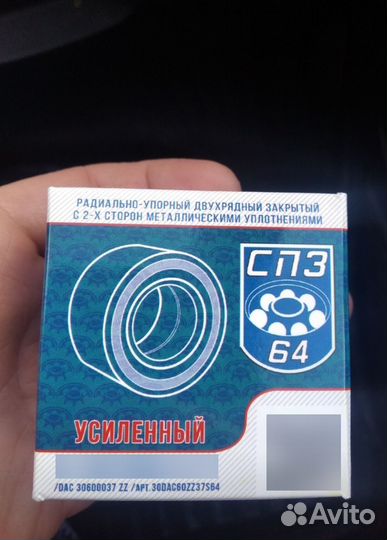 РАДИАЛЬНО-УПОРНЫЙ ДВУХРЯДНЫЙ ЗАКРЫТЫЙ
С 2-Х СТОРОН МЕТАЛЛИЧЕСКИМИ УПЛОТНЕНИЯМИ
СПЗ
64
УСИЛЕННЫЙ
/DAC 30600037 ZZ /АРТ.30DAC60ZZ37S64
Avito